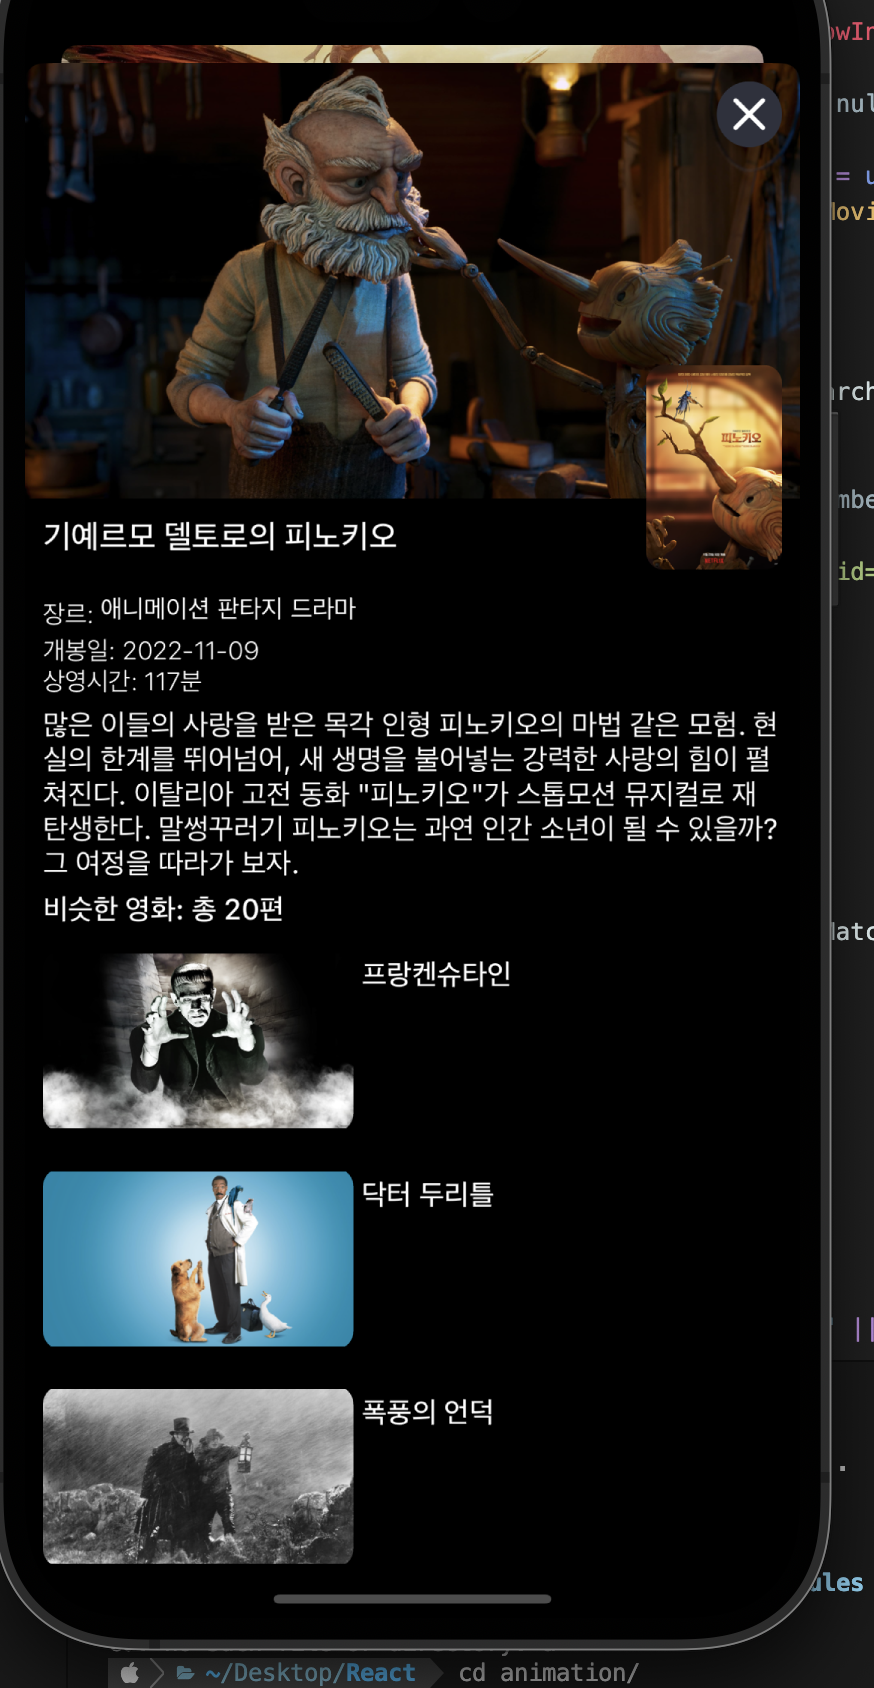 피노키오
기예르모 델토로의 피노키오
장르: 애니메이션 판타지 드라마
개봉일: 2022-11-09
상영시간: 117분
많은 이들의 사랑을 받은 목각 인형 피노키오의 마법 같은 모험. 현
실의 한계를 뛰어넘어, 새 생명을 불어넣는 강력한 사랑의 힘이 펼
쳐진다. 이탈리아 고전 동화 "피노키오"가 스톱모션 뮤지컬로 재
탄생한다. 말썽꾸러기 피노키오는 과연 인간 소년이 될 수 있을까?
그 여정을 따라가 보자.
비슷한 영화: 총 20편
프랑켄슈타인
닥터 두리틀
폭풍의 언덕
owIn
nul
= u
Movi
arch
mbe
id=
Matc
||
.
ules
~/Desktop/React cd animation/